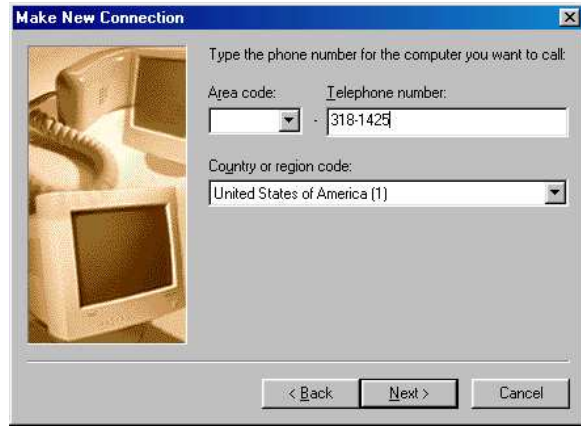 Make New Connection
Type the phone number for the computer you want to call:
Area code: Telephone number:
- 318-1425
Country or region code:
United States of America (1)
< Back Next > Cancel